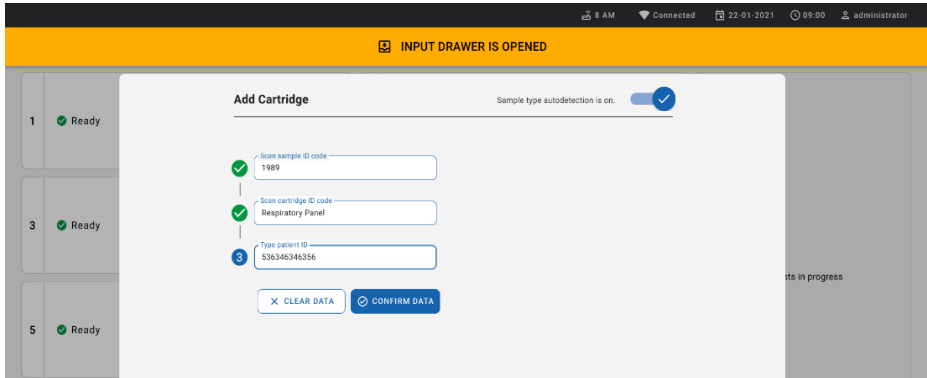 8 AM Connected 22-01-2021 09:00 administrator
INPUT DRAWER IS OPENED
Add Cartridge
Sample type autodetection is on.
1 Ready
Scan sample ID code
1989
Scan cartridge ID code
Respiratory Panel
3 Ready
Type patient ID
3 536346346356
sts in progress
CLEAR DATA CONFIRM DATA
5 Ready